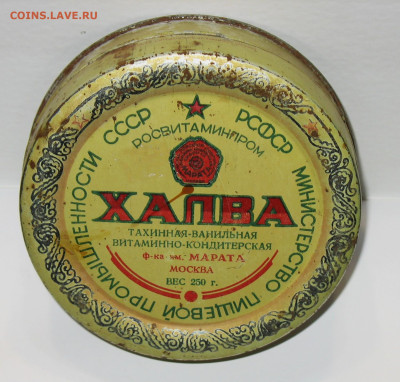 COINS.LAVE.RU
МИНИСТЕРСТВО ПИЩЕВОЙ ПРОМЫШЛЕННОСТИ СССР
РСФСР
РОСВИТАМИНПРОМ
ХАЛВА
ТАХИННАЯ-ВАНИЛЬНАЯ
ВИТАМИННО-КОНДИТЕРСКАЯ
Ф-КА им. МАРАТА
МОСКВА
ВЕС 250 г.